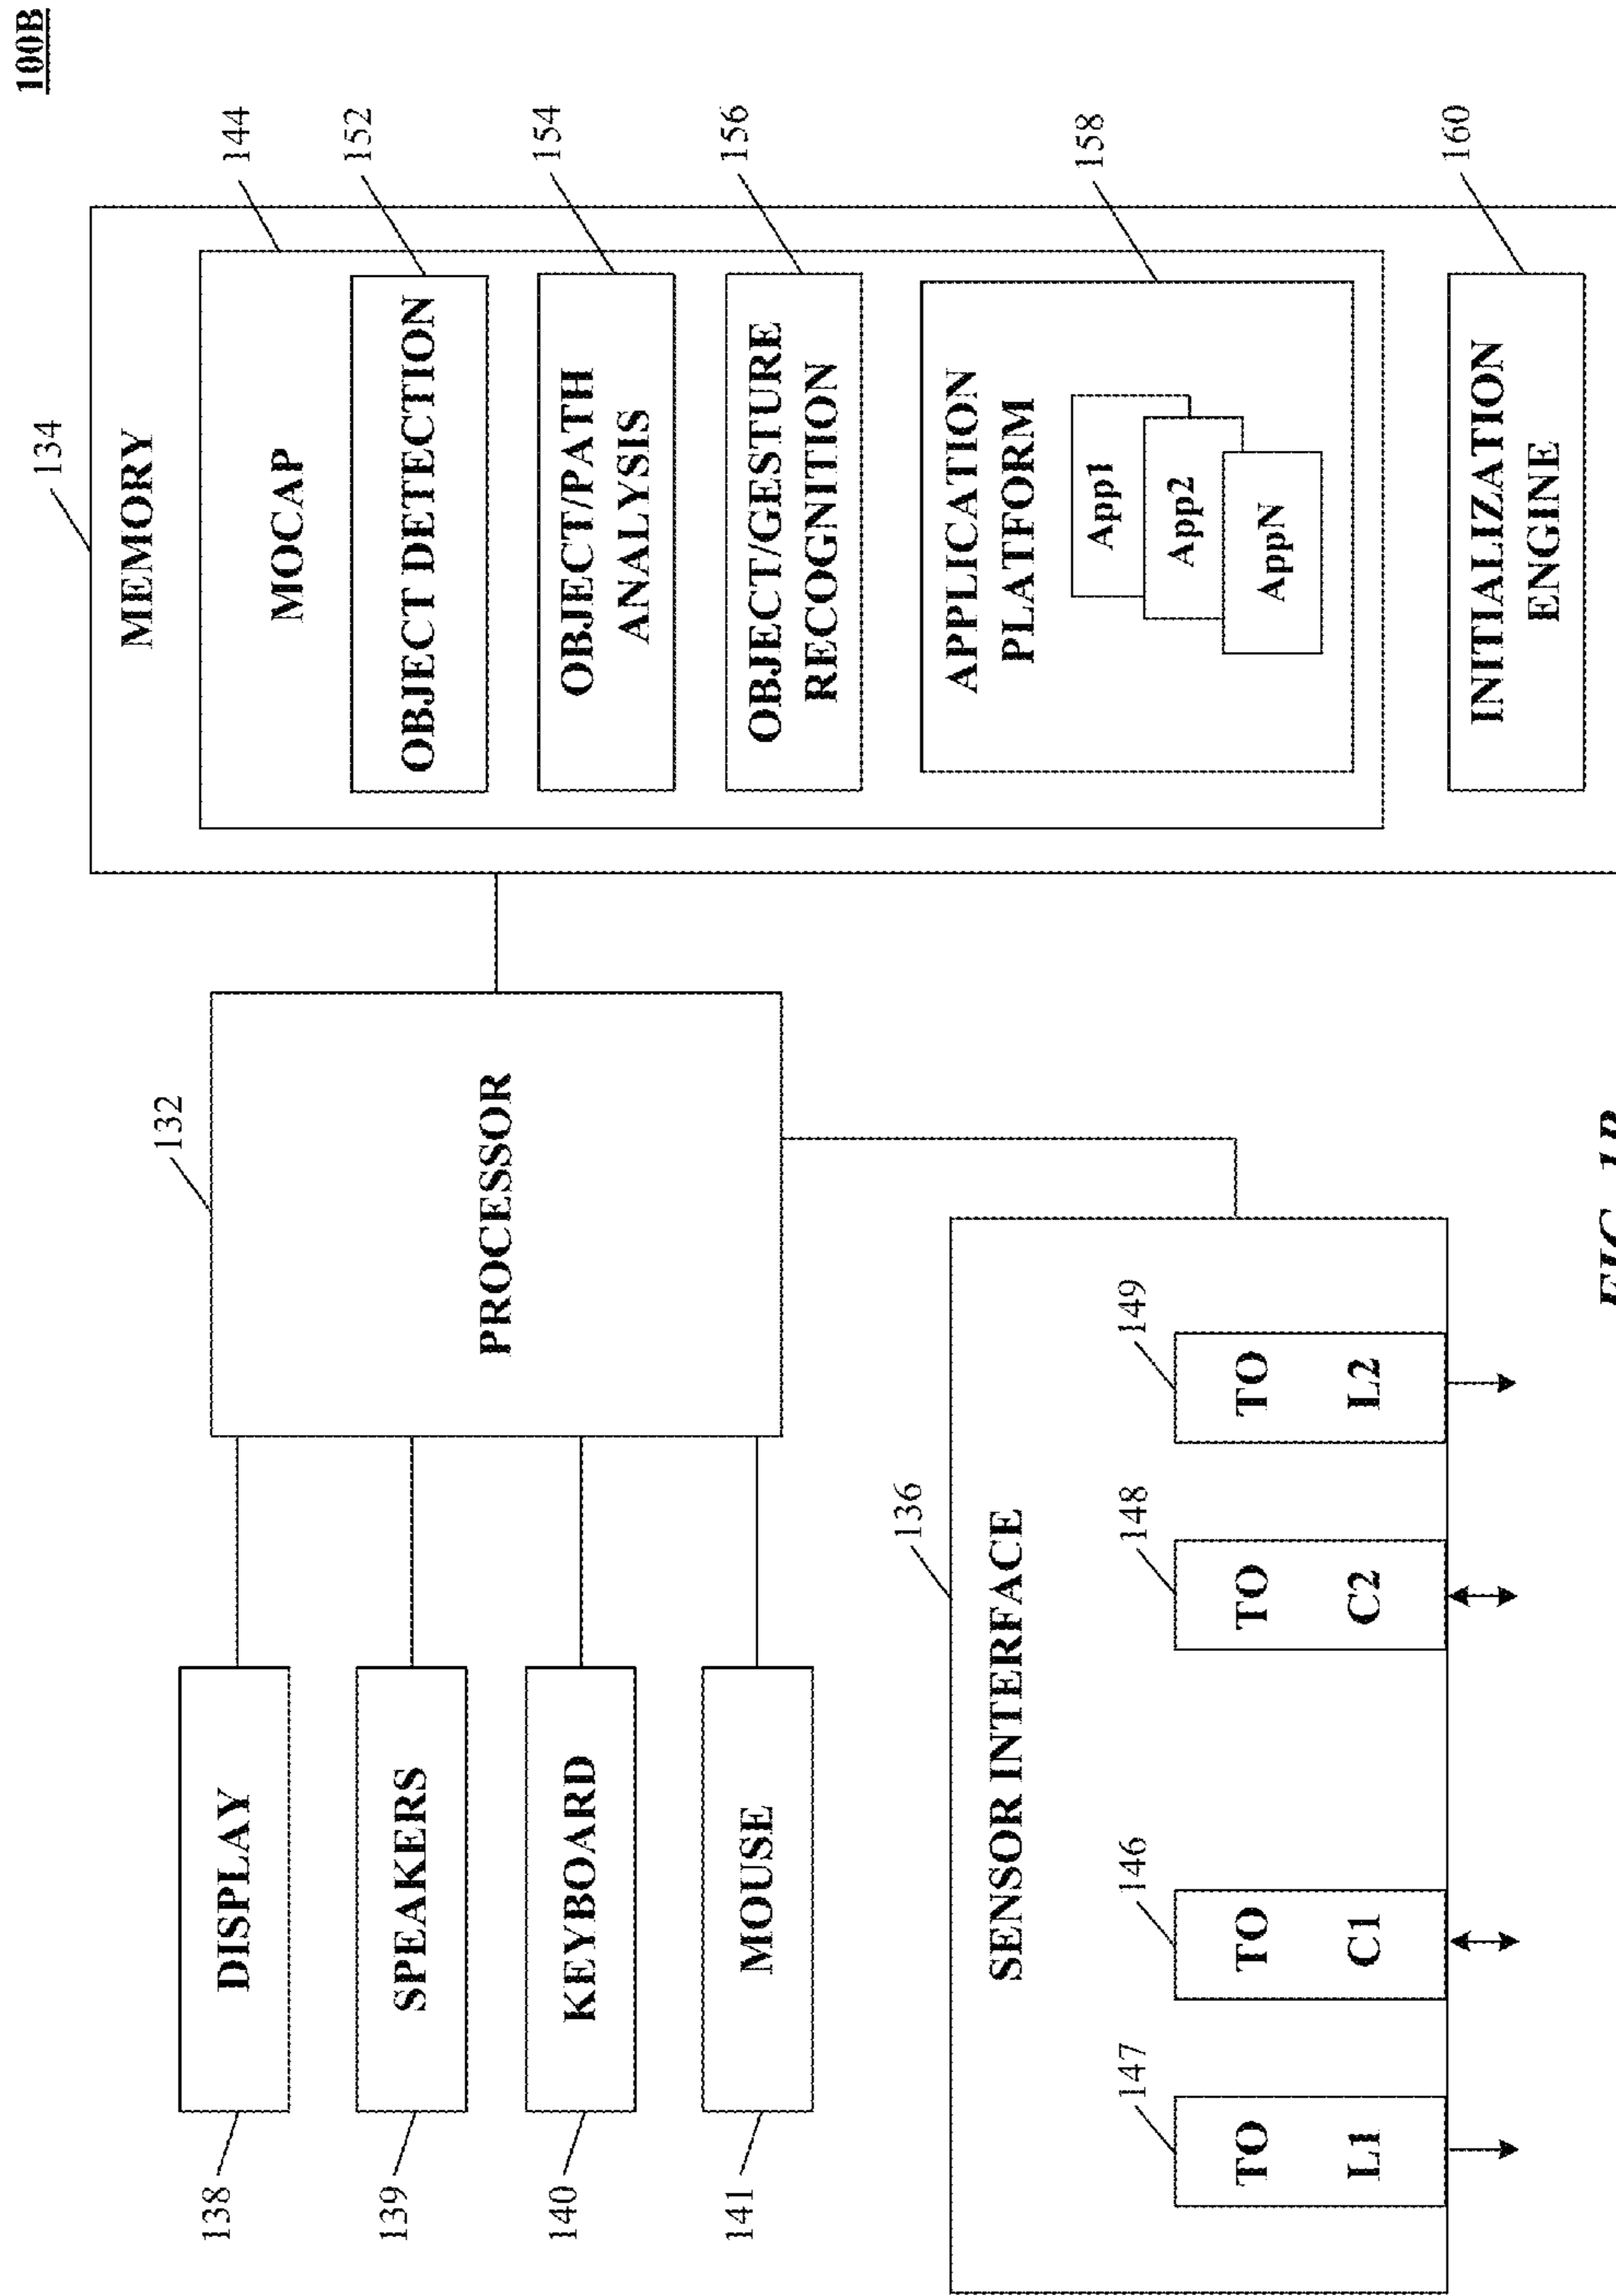 100B
134
MEMORY
144
MOCAP
152
OBJECT DETECTION
154
OBJECT/PATH
ANALYSIS
156
OBJECT/GESTURE
RECOGNITION
158
APPLICATION
PLATFORM
App1
App2
AppN
160
INITIALIZATION
ENGINE
132
PROCESSOR
138
DISPLAY
139
SPEAKERS
140
KEYBOARD
141
MOUSE
136
SENSOR INTERFACE
147
TO
L1
146
TO
C1
148
TO
C2
149
TO
L2
FIG. 1B